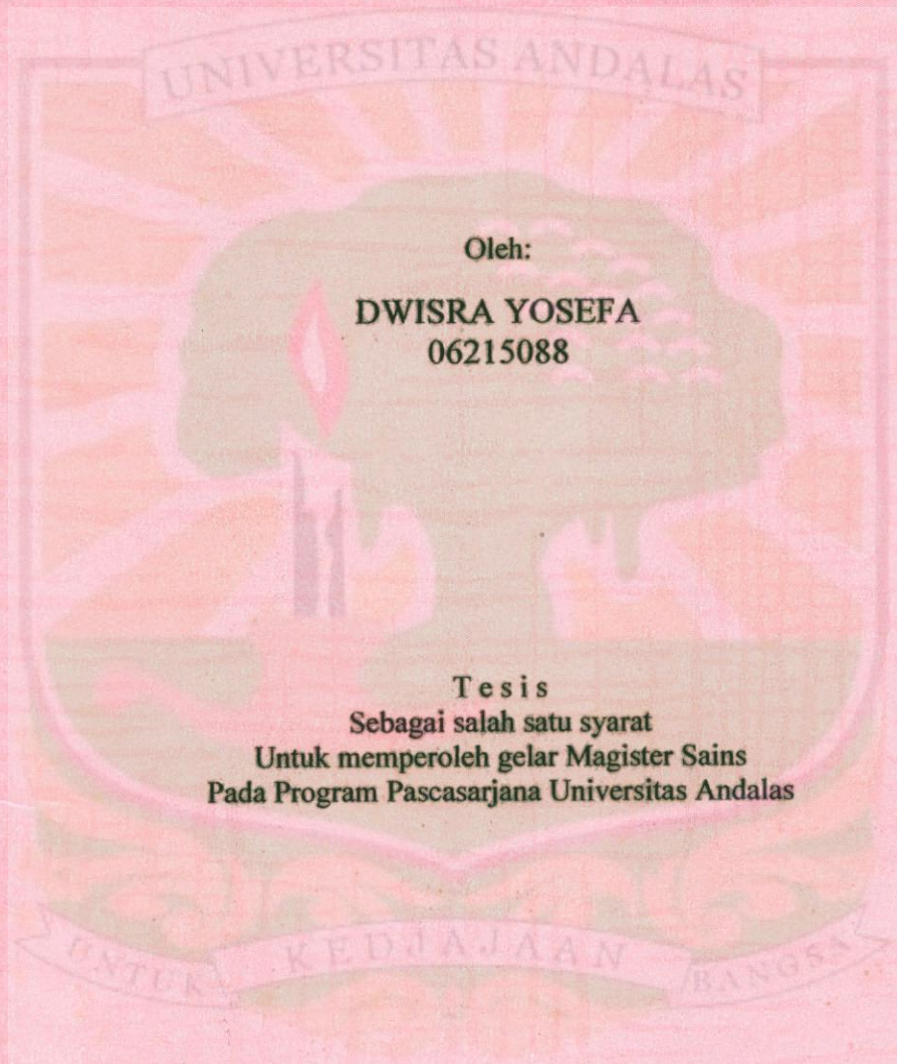 UNIVERSITAS ANDALAS
Oleh:
DWISRA YOSEFA
06215088
T e s i s
Sebagai salah satu syarat
Untuk memperoleh gelar Magister Sains
Pada Program Pascasarjana Universitas Andalas
UNTUK KEDJAJAAN BANGSA